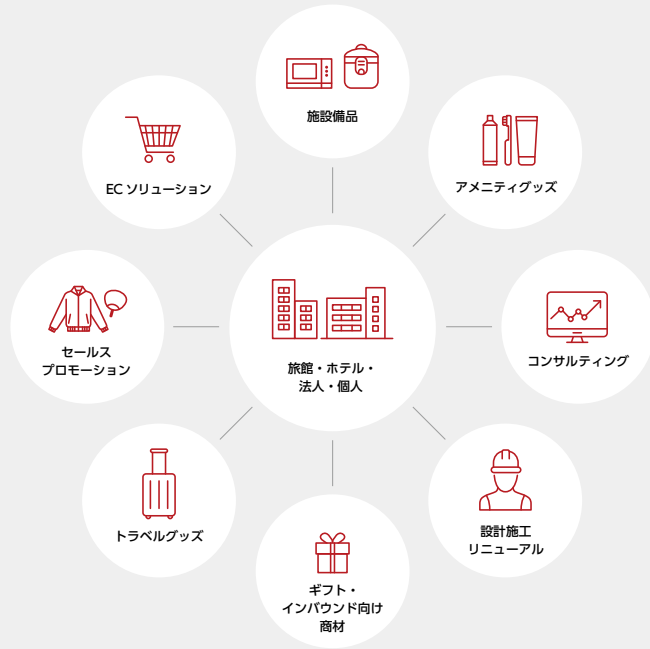 施設備品
ECソリューション
アメニティグッズ
セールス
プロモーション
旅館・ホテル・
法人・個人
コンサルティング
トラベルグッズ
設計施工
リニューアル
ギフト・
インバウンド向け
商材